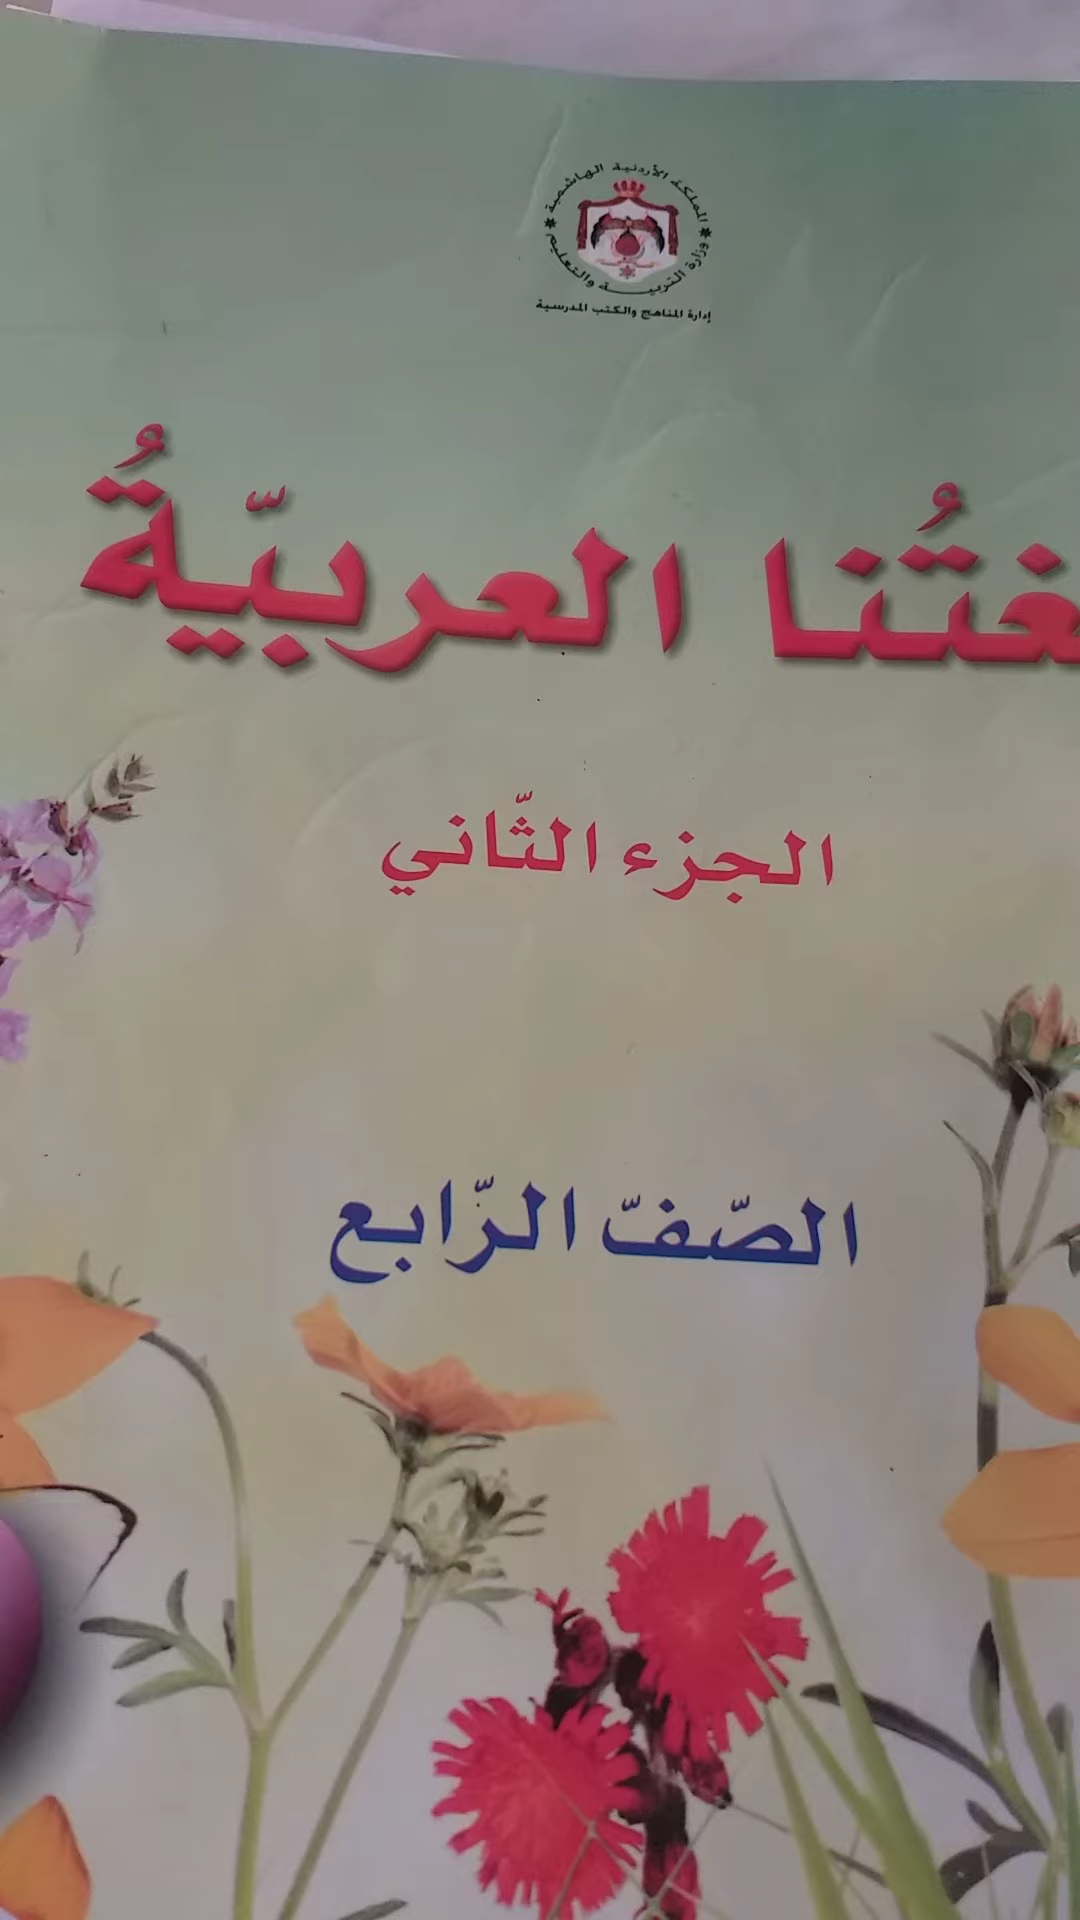 المملكة الأردنية الهاشمية
وزارة التربية والتعليم
إدارة المناهج والكتب المدرسية
غتُنا العربيّةُ
الجزء الثّاني
الصّفّ الرّابع